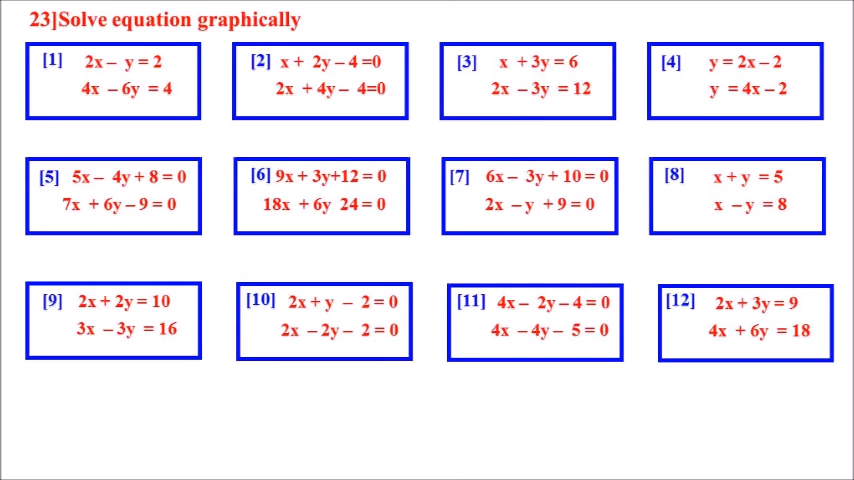 23]Solve equation graphically
[1] 2x – y = 2
4x – 6y = 4
[2] x + 2y – 4 =0
2x + 4y – 4=0
[3] x + 3y = 6
2x – 3y = 12
[4] y = 2x – 2
y = 4x – 2
[5] 5x – 4y + 8 = 0
7x + 6y – 9 = 0
[6] 9x + 3y+12 = 0
18x + 6y 24 = 0
[7] 6x – 3y + 10 = 0
2x – y + 9 = 0
[8] x + y = 5
x – y = 8
[9] 2x + 2y = 10
3x – 3y = 16
[10] 2x + y – 2 = 0
2x – 2y – 2 = 0
[11] 4x – 2y – 4 = 0
4x – 4y – 5 = 0
[12] 2x + 3y = 9
4x + 6y = 18